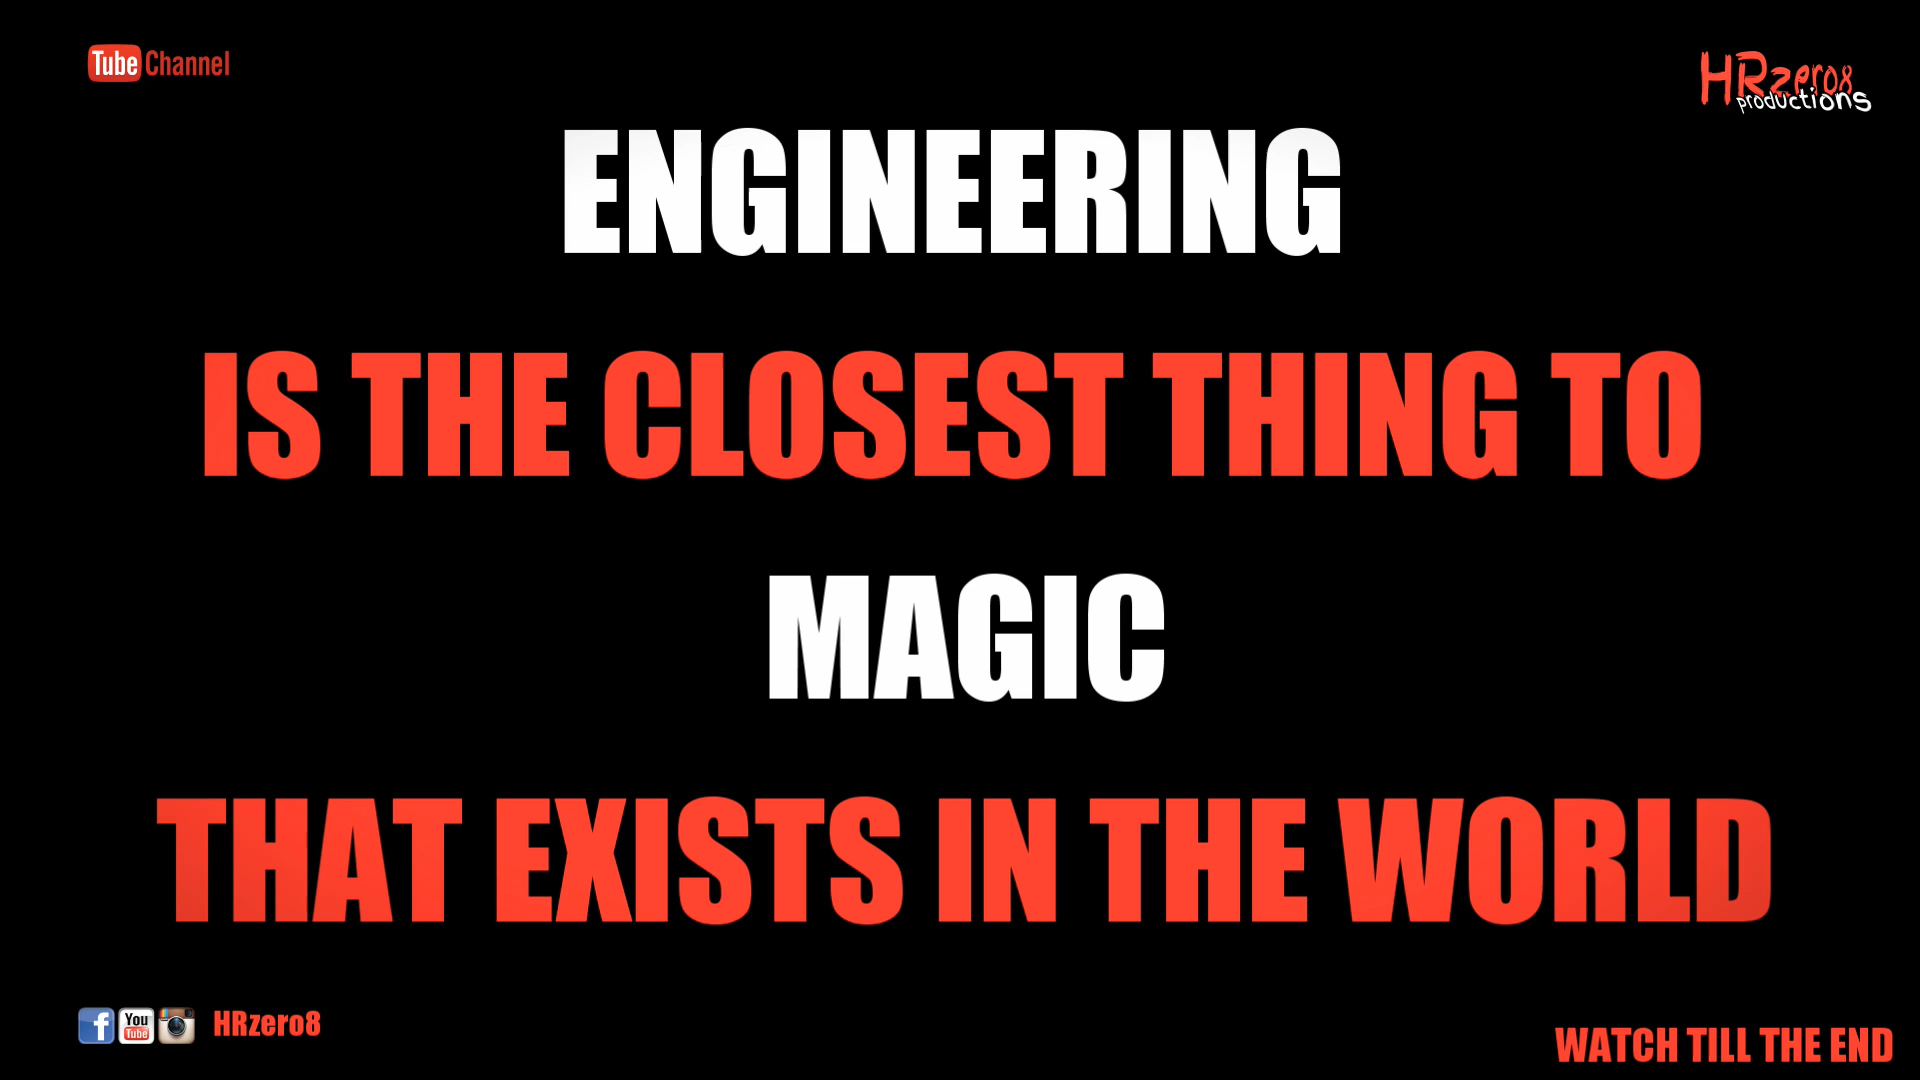 Tube Channel
HRzero8
productions
ENGINEERING
IS THE CLOSEST THING TO
MAGIC
THAT EXISTS IN THE WORLD
f You Tube HRzero8
WATCH TILL THE END